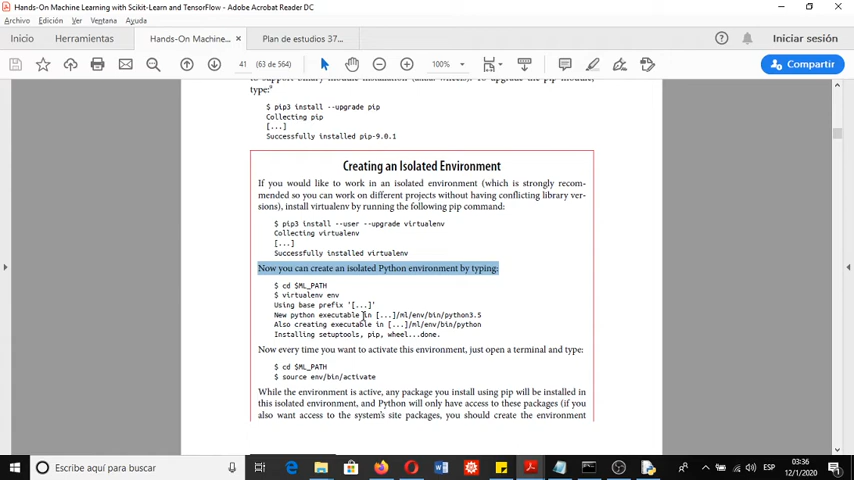 Hands-On Machine Learning with Scikit-Learn and TensorFlow.pdf - Adobe Acrobat Reader DC
Archivo Edición Ver Ventana Ayuda
Inicio Herramientas Hands-On Machine... Plan de estudios 37... Iniciar sesión
41 (63 de 564) 100% Compartir
type:⁹
$ pip3 install --upgrade pip
Collecting pip
[...]
Successfully installed pip-9.0.1
Creating an Isolated Environment
If you would like to work in an isolated environment (which is strongly recom-
mended so you can work on different projects without having conflicting library ver-
sions), install virtualenv by running the following pip command:
$ pip3 install --user --upgrade virtualenv
Collecting virtualenv
[...]
Successfully installed virtualenv
Now you can create an isolated Python environment by typing:
$ cd $ML_PATH
$ virtualenv env
Using base prefix '[...]'
New python executable in [...]/ml/env/bin/python3.5
Also creating executable in [...]/ml/env/bin/python
Installing setuptools, pip, wheel...done.
Now every time you want to activate this environment, just open a terminal and type:
$ cd $ML_PATH
$ source env/bin/activate
While the environment is active, any package you install using pip will be installed in
this isolated environment, and Python will only have access to these packages (if you
also want access to the system's site packages, you should create the environment
Escribe aquí para buscar
ESP
03:36
12/1/2020